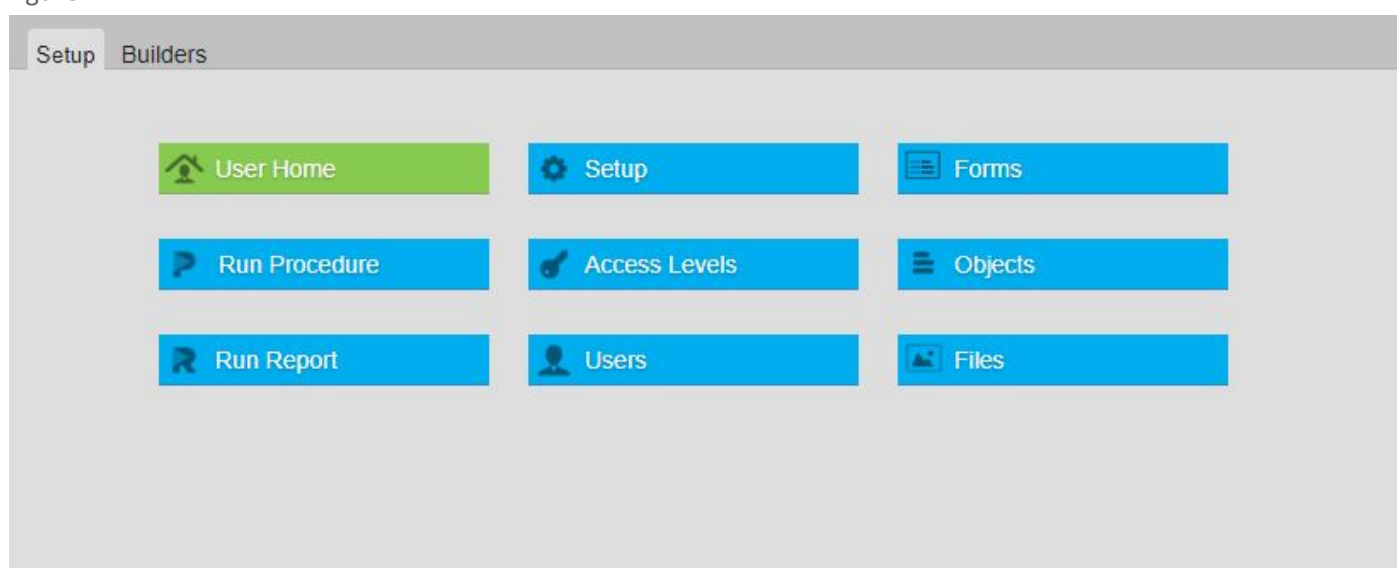 Setup Builders
User Home Setup Forms
Run Procedure Access Levels Objects
Run Report Users Files